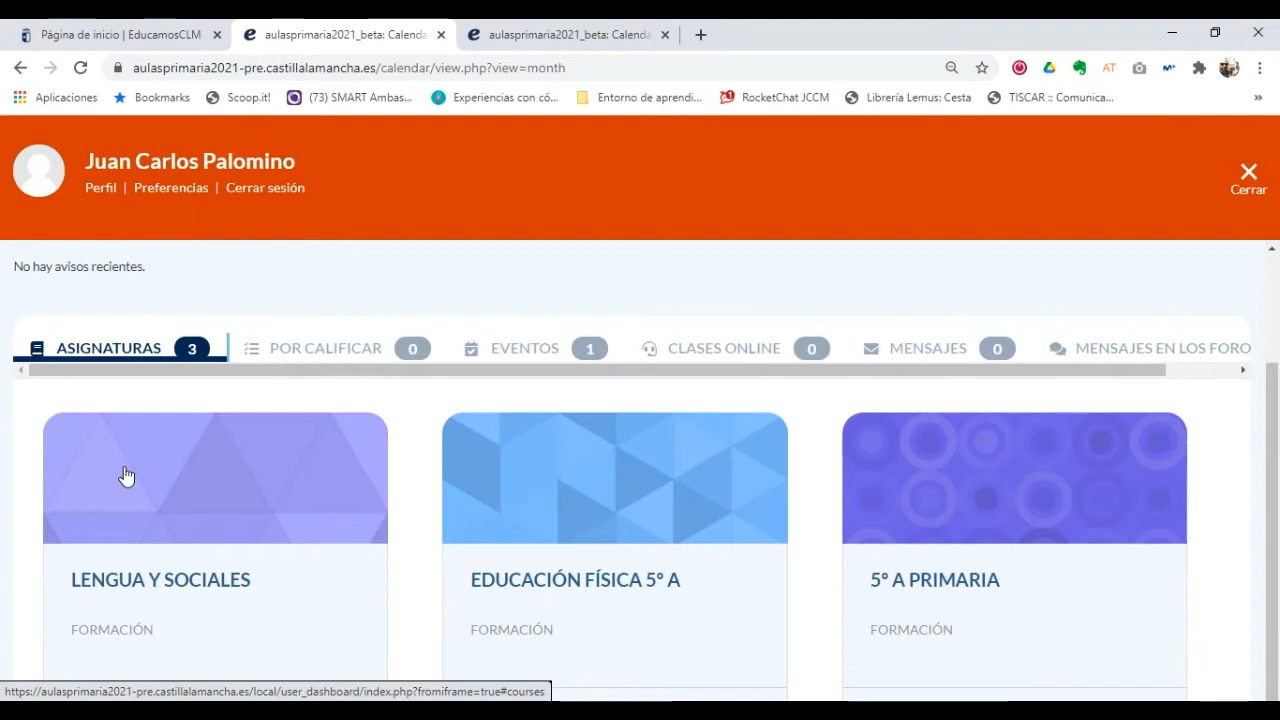 Página de inicio | EducamosCLM
aulasprimaria2021_beta: Calenda
aulasprimaria2021_beta: Calenda
aulasprimaria2021-pre.castillalamancha.es/calendar/view.php?view=month
AT
Aplicaciones
Bookmarks
Scoop.it!
(73) SMART Ambas...
Experiencias con có...
Entorno de aprendi...
RocketChat JCCM
Librería Lemus: Cesta
TISCAR :: Comunica...
»
Juan Carlos Palomino
Perfil | Preferencias | Cerrar sesión
Cerrar
No hay avisos recientes.
ASIGNATURAS 3
POR CALIFICAR 0
EVENTOS 1
CLASES ONLINE 0
MENSAJES 0
MENSAJES EN LOS FORO
LENGUA Y SOCIALES
FORMACIÓN
EDUCACIÓN FÍSICA 5º A
FORMACIÓN
5º A PRIMARIA
FORMACIÓN
https://aulasprimaria2021-pre.castillalamancha.es/local/user_dashboard/index.php?fromiframe=true#courses